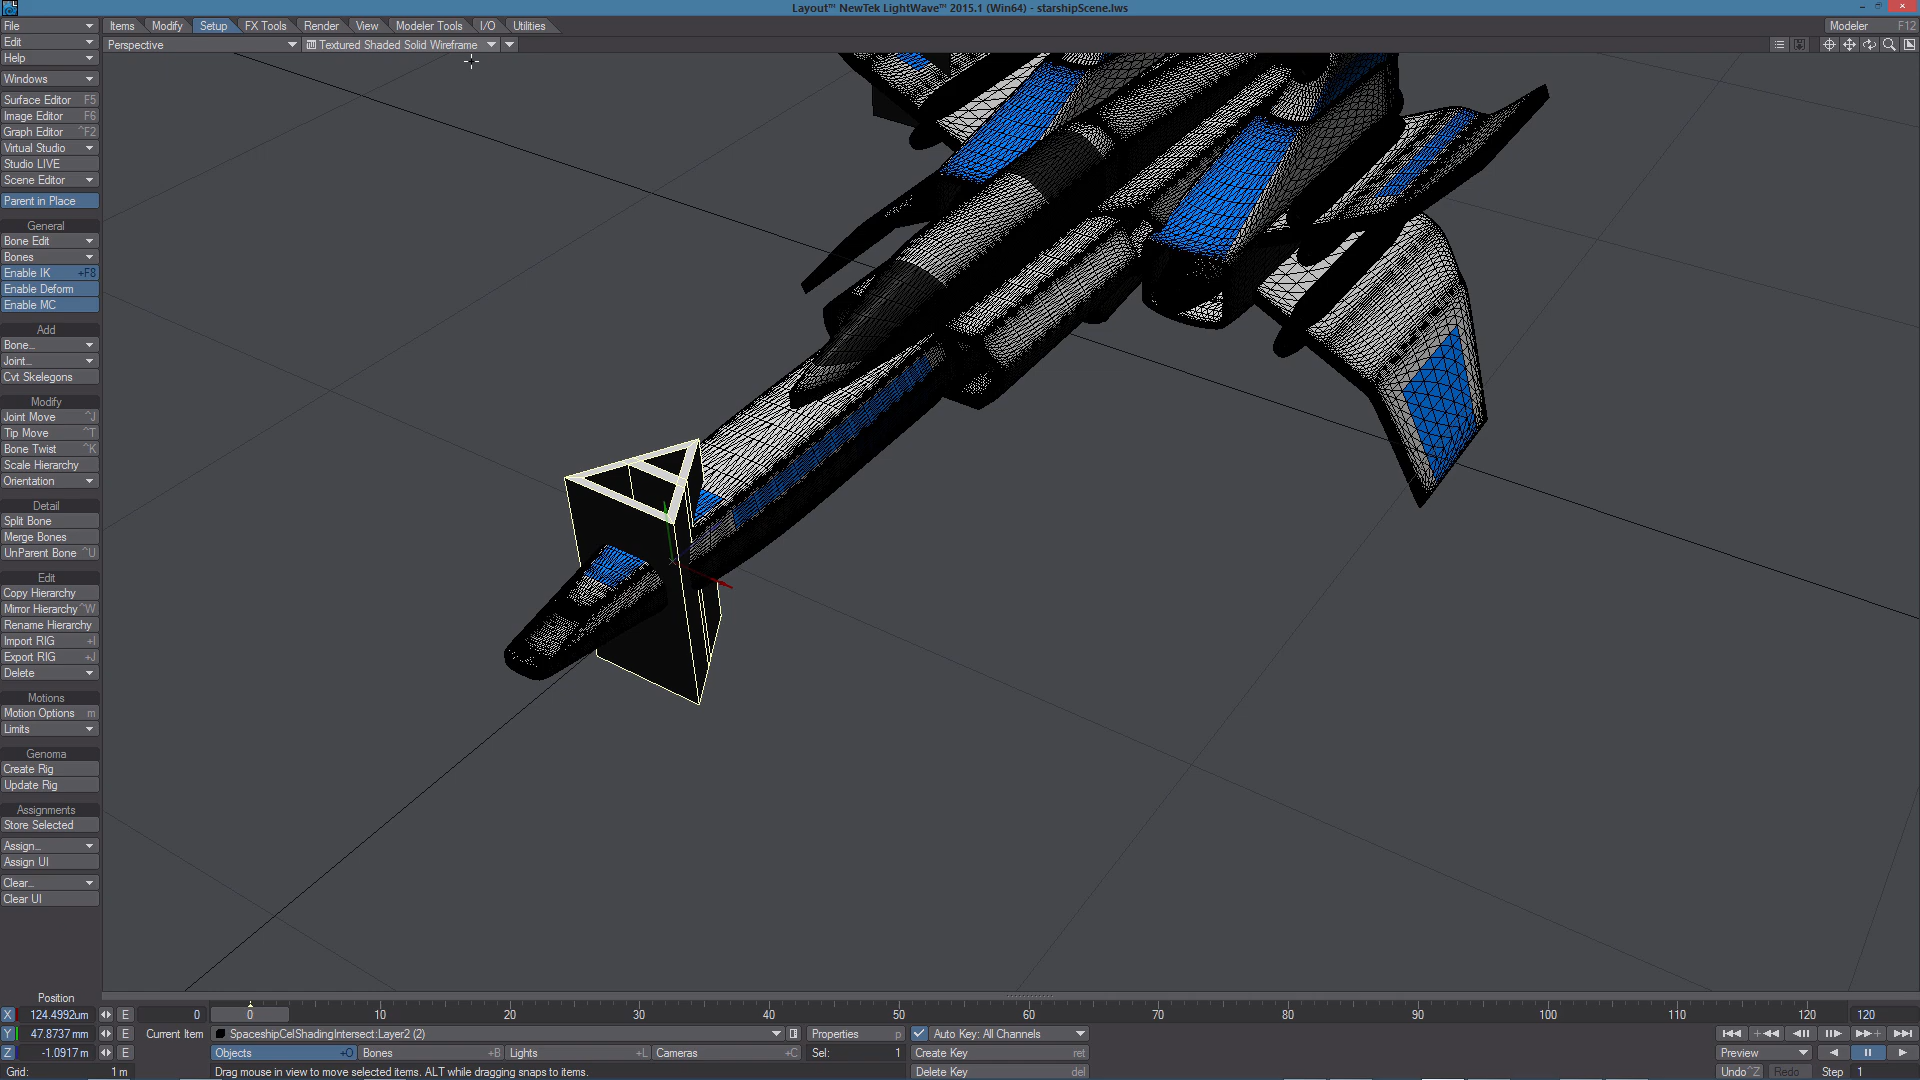 Layout™ NewTek LightWave™ 2015.1 (Win64) - starshipScene.lws
File
Items Modify Setup FX Tools Render View Modeler Tools I/O Utilities
Modeler F12
Edit
Perspective
Textured Shaded Solid Wireframe
Help
Windows
Surface Editor F5
Image Editor F6
Graph Editor ^F2
Virtual Studio
Studio LIVE
Scene Editor
Parent in Place
General
Bone Edit
Bones
Enable IK +F8
Enable Deform
Enable MC
Add
Bone...
Joint...
Cvt Skelegons
Modify
Joint Move ^J
Tip Move ^T
Bone Twist ^K
Scale Hierarchy
Orientation
Detail
Split Bone
Merge Bones
UnParent Bone ^U
Edit
Copy Hierarchy
Mirror Hierarchy ^W
Rename Hierarchy
Import RIG +I
Export RIG +J
Delete
Motions
Motion Options m
Limits
Genoma
Create Rig
Update Rig
Assignments
Store Selected
Assign...
Assign UI
Clear...
Clear UI
Position
X 124.4992um E 0 0 10 20 30 40 50 60 70 80 90 100 110 120 120
Y 47.8737 mm E Current Item SpaceshipCelShadingIntersect:Layer2 (2) Properties p Auto Key: All Channels
Z -1.0917 m E Objects +O Bones +B Lights +L Cameras +C Sel: 1 Create Key ret Preview
Grid: 1 m Drag mouse in view to move selected items. ALT while dragging snaps to items. Delete Key del Undo ^Z Redo Step 1